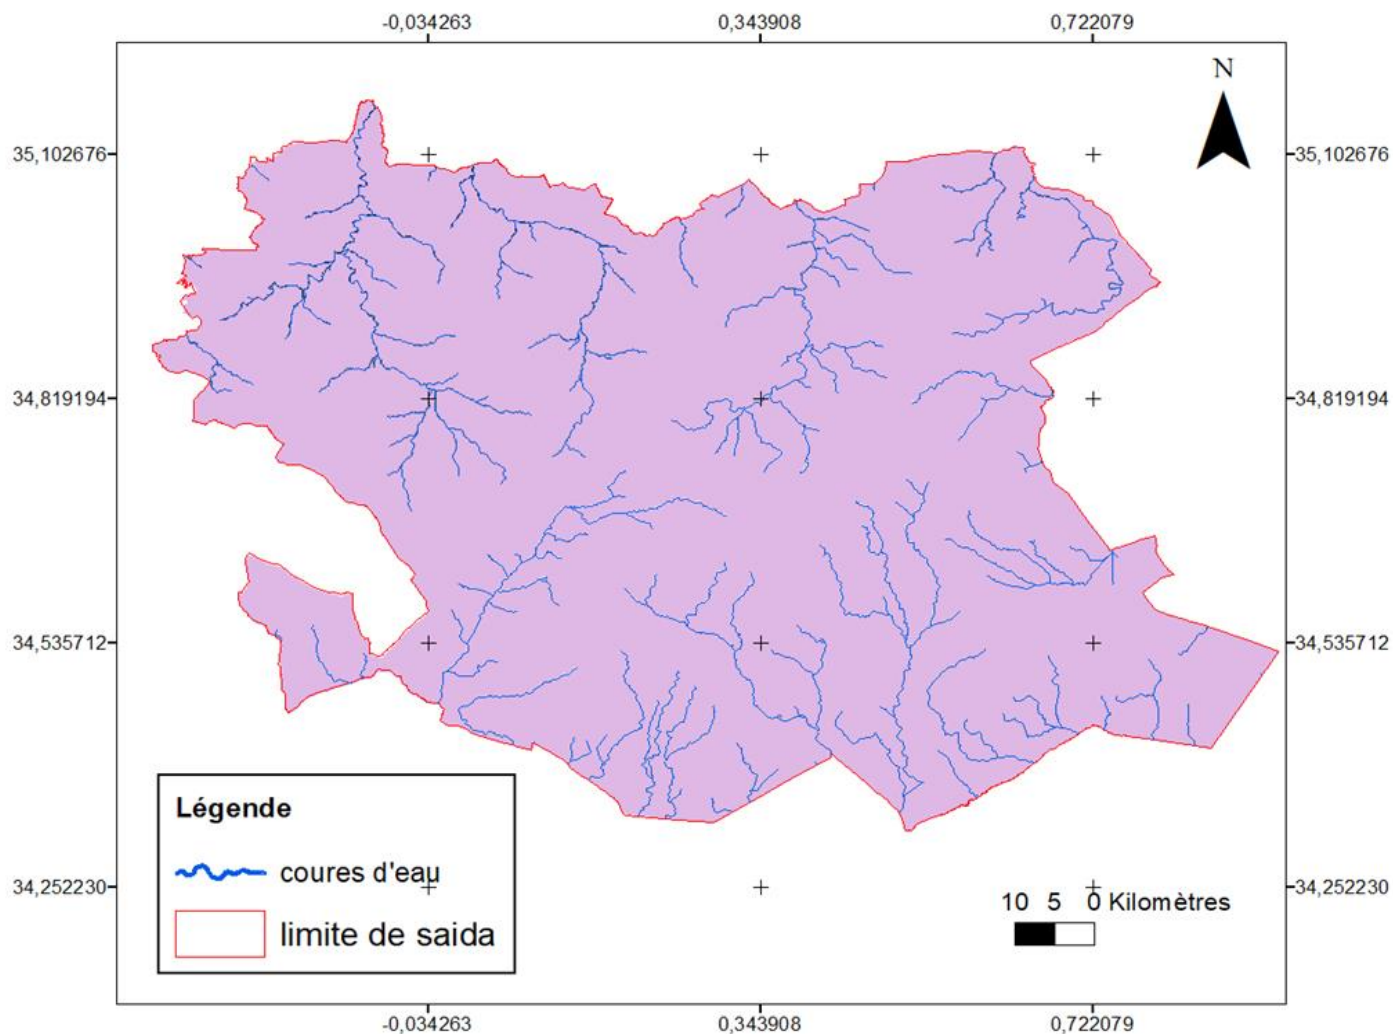 -0,034263 0,343908 0,722079
N
35,102676 35,102676
34,819194 34,819194
34,535712 34,535712
Légende
coures d'eau
34,252230 34,252230
10 5 0 Kilomètres
limite de saida
-0,034263 0,343908 0,722079